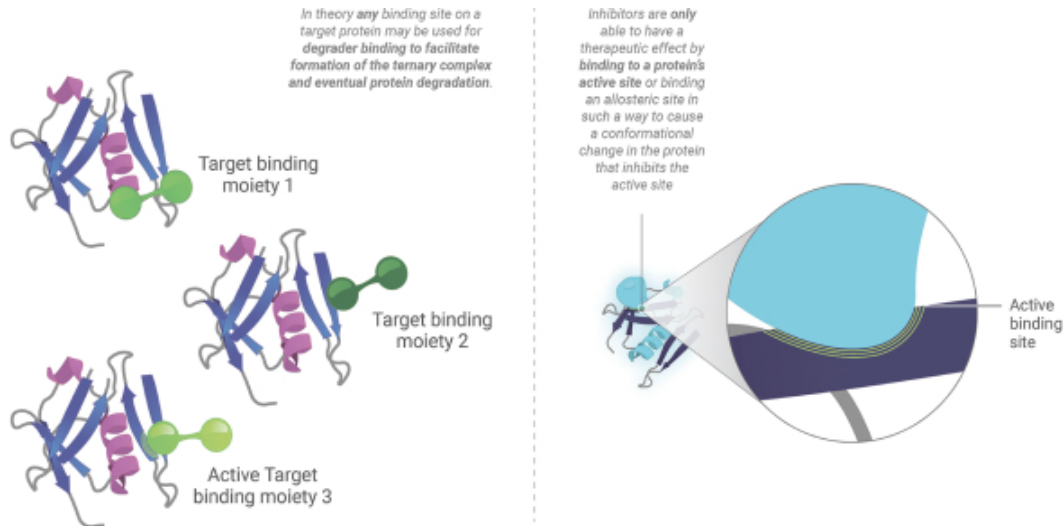 In theory any binding site on a
target protein may be used for
degrader binding to facilitate
formation of the ternary complex
and eventual protein degradation.
Target binding
moiety 1
Target binding
moiety 2
Active Target
binding moiety 3
Inhibitors are only
able to have a
therapeutic effect by
binding to a protein's
active site or binding
an allosteric site in
such a way to cause
a conformational
change in the protein
that inhibits the
active site
Active
binding
site